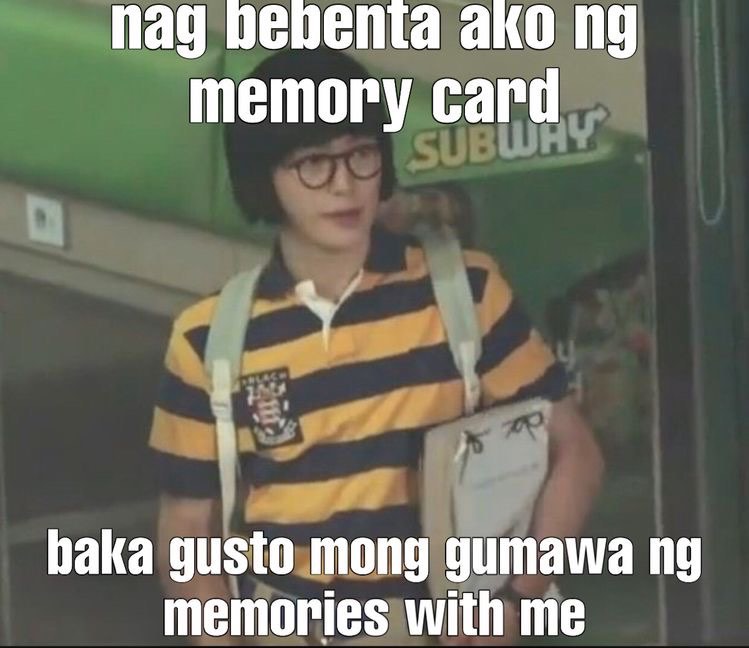 nag bebenta ako ng
memory card
SUBWAY
baka gusto mong gumawa ng
memories with me